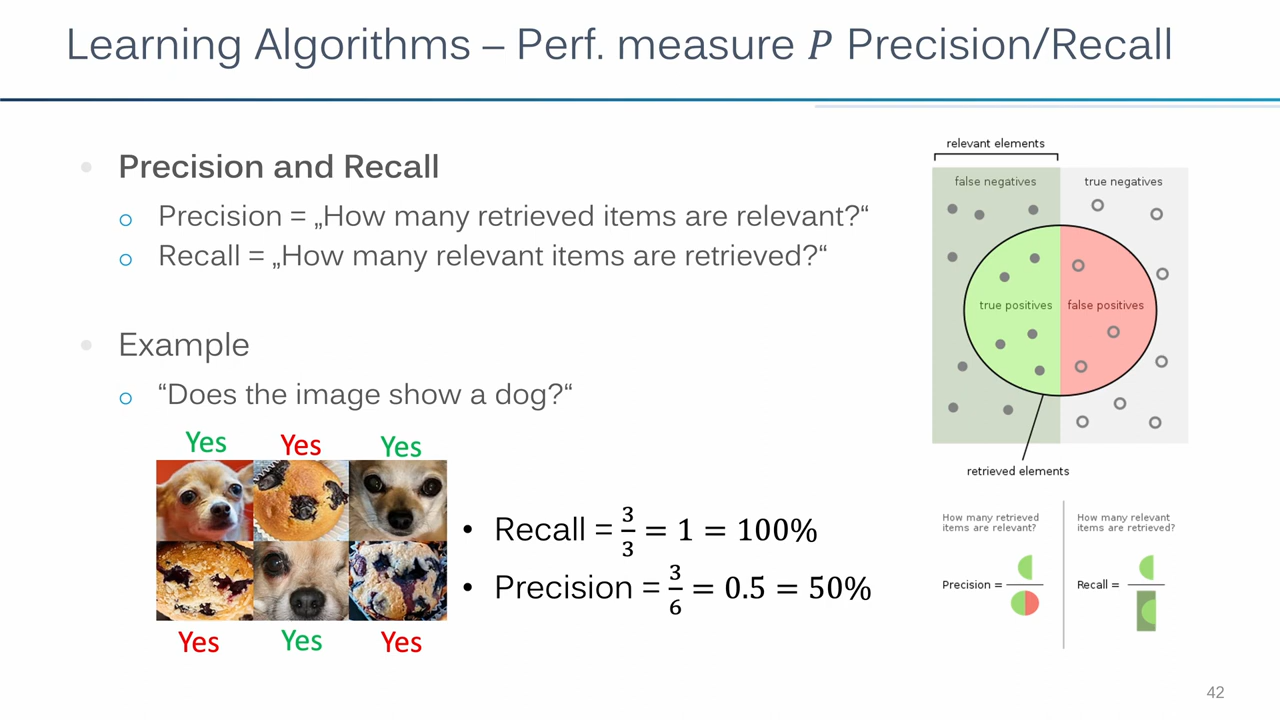 Learning Algorithms – Perf. measure P Precision/Recall
Precision and Recall
Precision = „How many retrieved items are relevant?“
Recall = „How many relevant items are retrieved?“
Example
“Does the image show a dog?“
Yes Yes Yes
Yes Yes Yes
Recall = 3/3 = 1 = 100%
Precision = 3/6 = 0.5 = 50%
relevant elements
false negatives true negatives
true positives false positives
retrieved elements
How many retrieved
items are relevant?
Precision =
How many relevant
items are retrieved?
Recall =
42